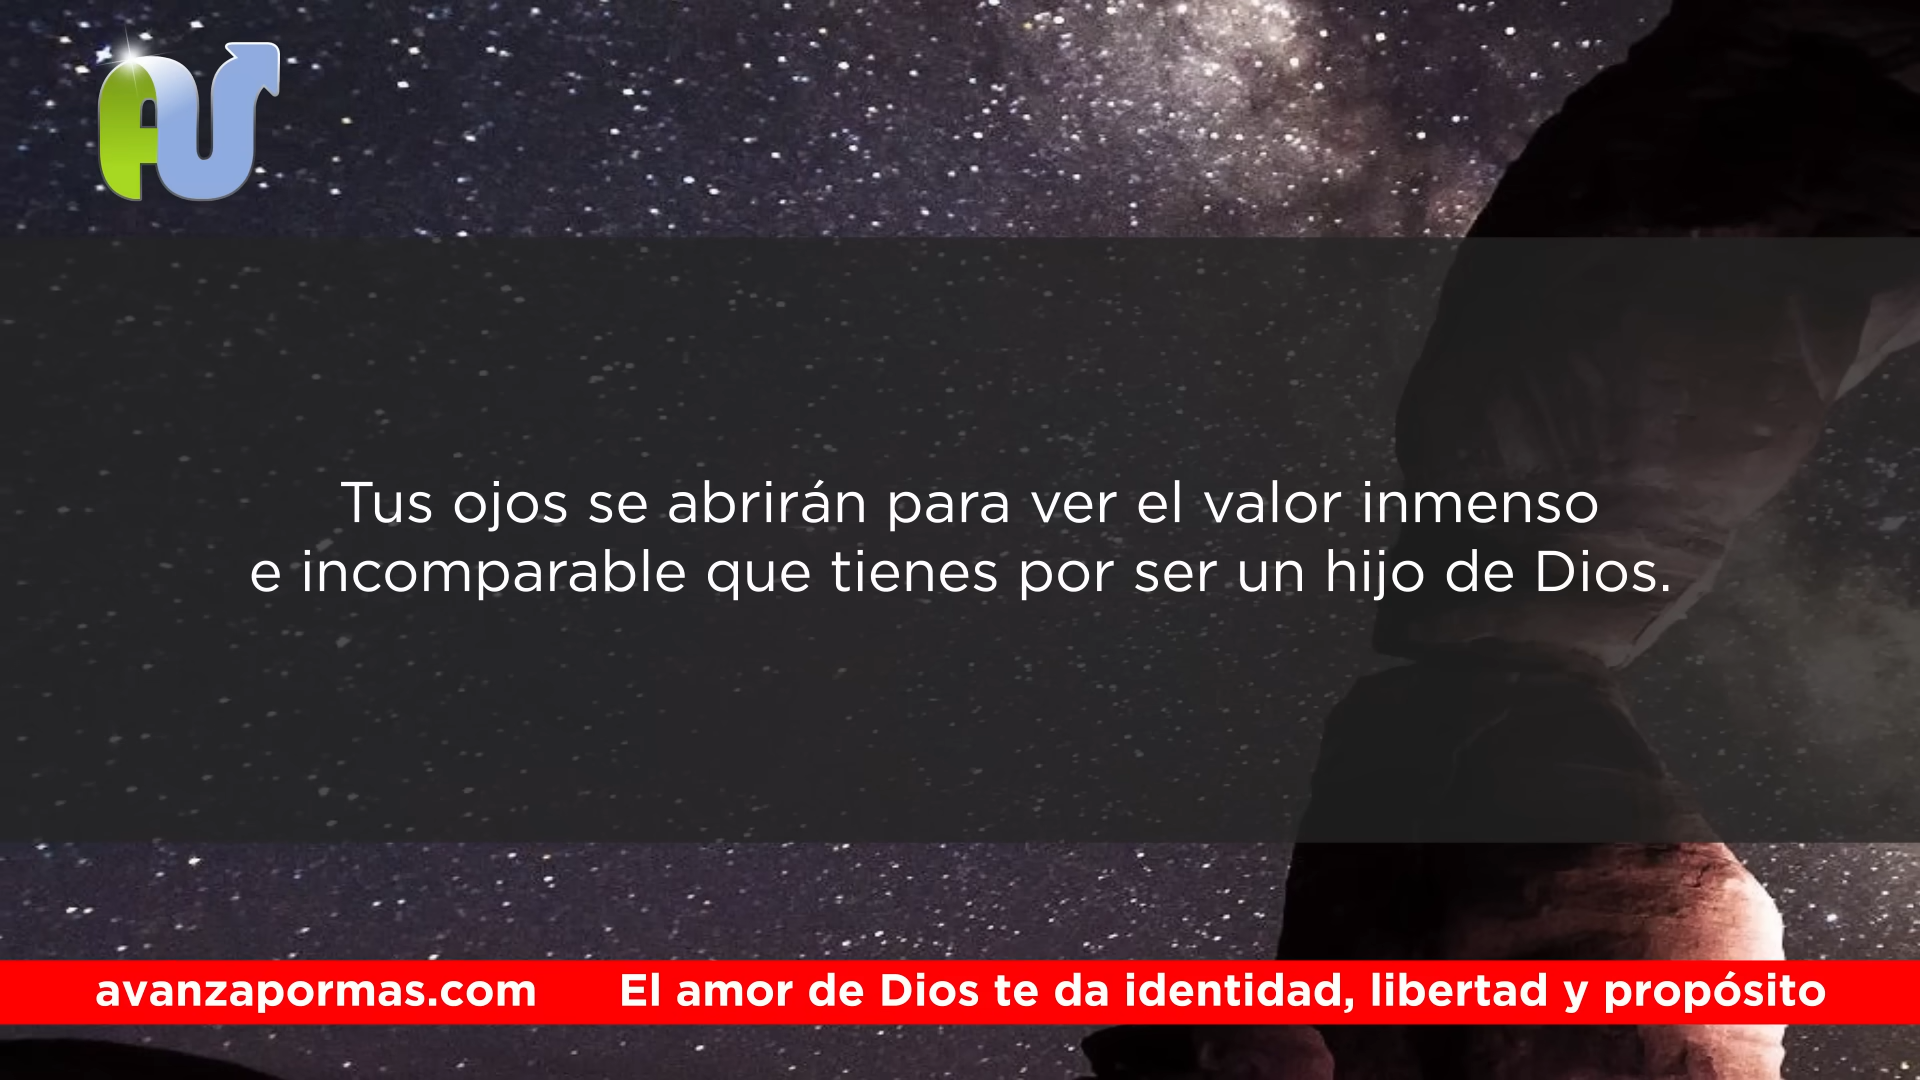 Tus ojos se abrirán para ver el valor inmenso
e incomparable que tienes por ser un hijo de Dios.
avanzapormas.com El amor de Dios te da identidad, libertad y propósito